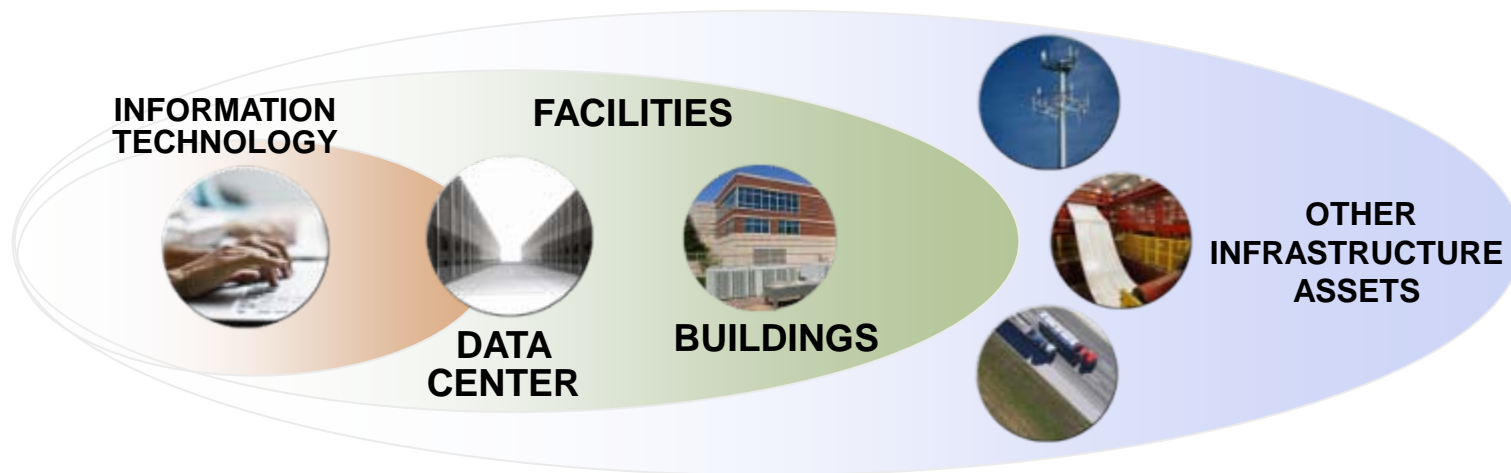 INFORMATION
TECHNOLOGY
FACILITIES
DATA
CENTER
BUILDINGS
OTHER
INFRASTRUCTURE
ASSETS